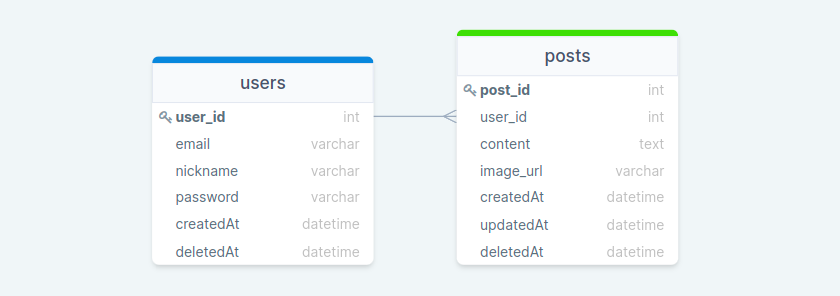 users
user_id int
email varchar
nickname varchar
password varchar
createdAt datetime
deletedAt datetime
posts
post_id int
user_id int
content text
image_url varchar
createdAt datetime
updatedAt datetime
deletedAt datetime